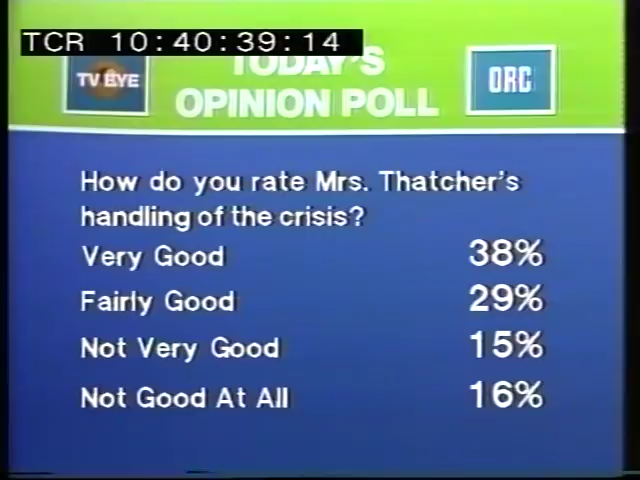 TCR 10:40:39:14
TV EYE
TODAY'S
OPINION POLL
ORC
How do you rate Mrs. Thatcher's
handling of the crisis?
Very Good 38%
Fairly Good 29%
Not Very Good 15%
Not Good At All 16%